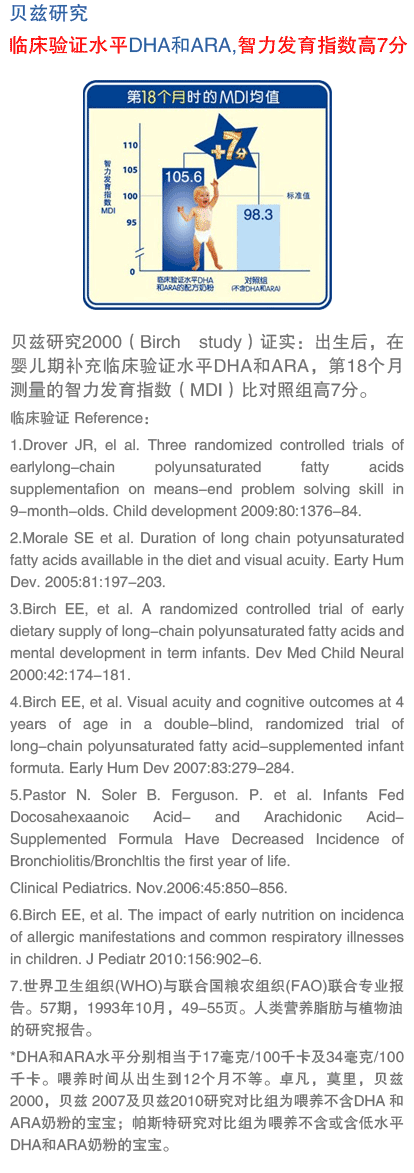 贝兹研究
临床验证水平DHA和ARA,智力发育指数高7分
第18个月时的MDI均值
智力发育指数MDI
110
105
100
95
0
105.6
+7分
98.3
标准值
临床验证水平DHA
和ARA的配方奶粉
对照组
(不含DHA和ARA)
贝兹研究2000（Birch study）证实：出生后，在
婴儿期补充临床验证水平DHA和ARA，第18个月
测量的智力发育指数（MDI）比对照组高7分。
临床验证 Reference：
1.Drover JR, el al. Three randomized controlled trials of
earlylong-chain polyunsaturated fatty acids
supplementafion on means-end problem solving skill in
9-month-olds. Child development 2009:80:1376-84.
2.Morale SE et al. Duration of long chain potyunsaturated
fatty acids availlable in the diet and visual acuity. Earty Hum
Dev. 2005:81:197-203.
3.Birch EE, et al. A randomized controlled trial of early
dietary supply of long-chain polyunsaturated fatty acids and
mental development in term infants. Dev Med Child Neural
2000:42:174-181.
4.Birch EE, et al. Visual acuity and cognitive outcomes at 4
years of age in a double-blind, randomized trial of
long-chain polyunsaturated fatty acid-supplemented infant
formuta. Early Hum Dev 2007:83:279-284.
5.Pastor N. Soler B. Ferguson. P. et al. Infants Fed
Docosahexaanoic Acid- and Arachidonic Acid-
Supplemented Formula Have Decreased Incidence of
Bronchiolitis/Bronchltis the first year of life.
Clinical Pediatrics. Nov.2006:45:850-856.
6.Birch EE, et al. The impact of early nutrition on incidenca
of allergic manifestations and common respiratory illnesses
in children. J Pediatr 2010:156:902-6.
7.世界卫生组织(WHO)与联合国粮农组织(FAO)联合专业报
告。57期，1993年10月，49-55页。人类营养脂肪与植物油
的研究报告。
*DHA和ARA水平分别相当于17毫克/100千卡及34毫克/100
千卡。喂养时间从出生到12个月不等。卓凡，莫里，贝兹
2000，贝兹 2007及贝兹2010研究对比组为喂养不含DHA 和
ARA奶粉的宝宝；帕斯特研究对比组为喂养不含或含低水平
DHA和ARA奶粉的宝宝。